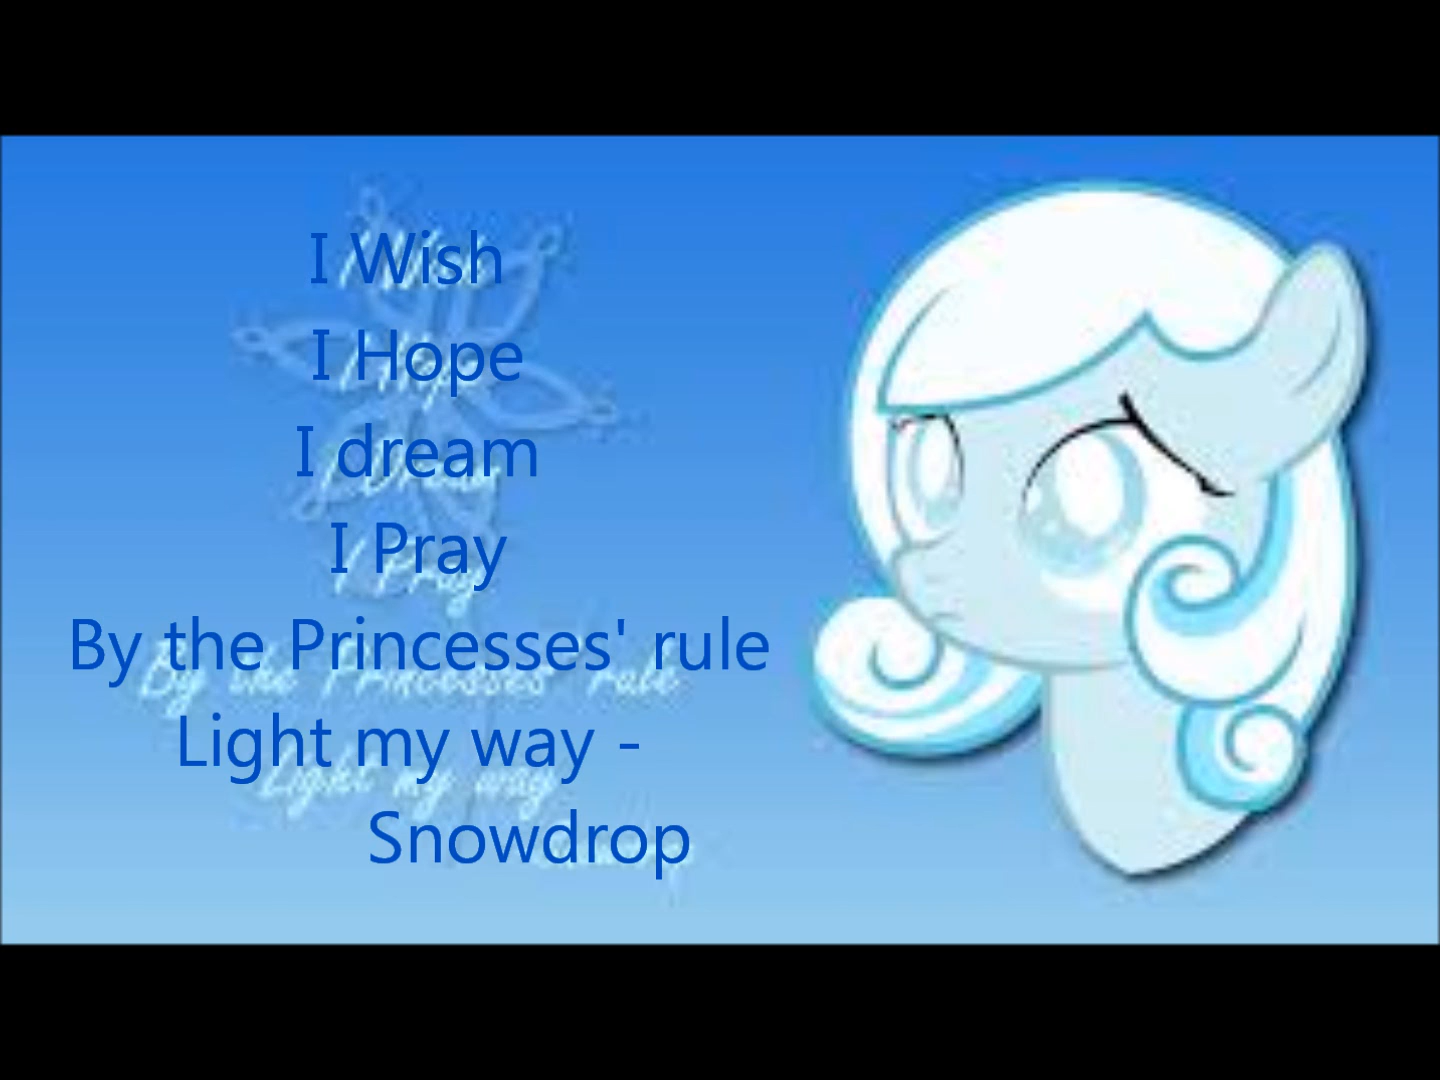 I Wish
I Hope
I dream
I Pray
By the Princesses' rule
Light my way -
Snowdrop